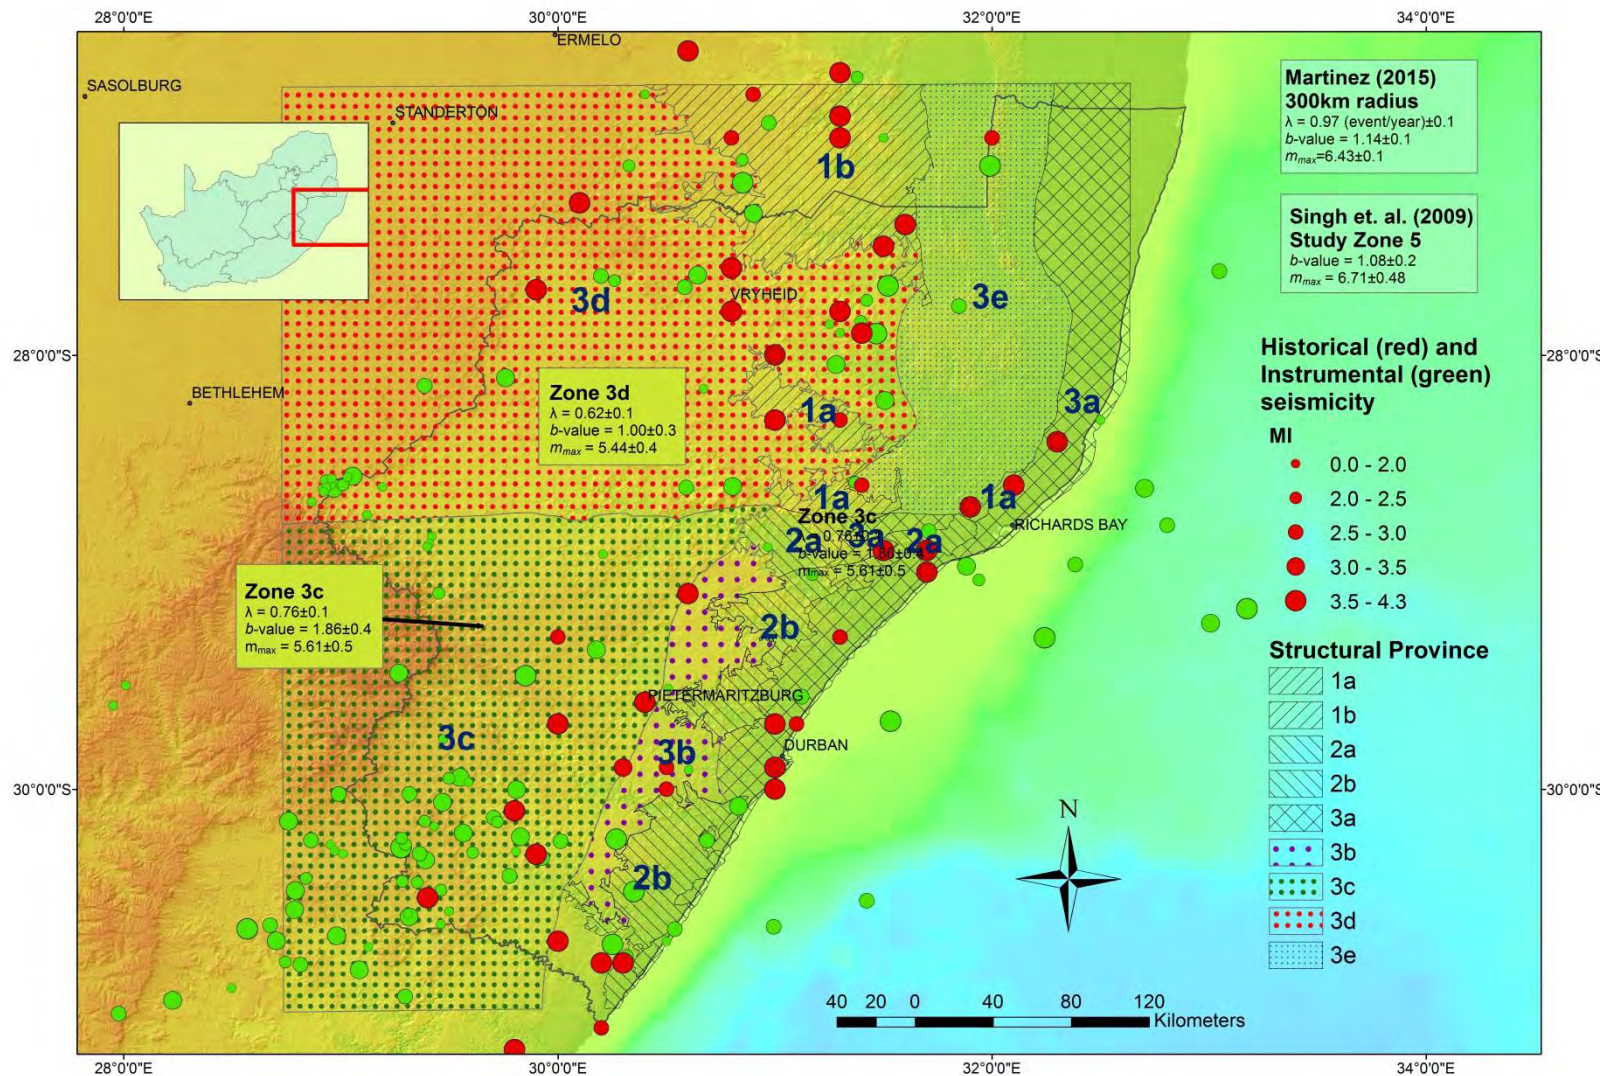 28°0'0"E
30°0'0"E
32°0'0"E
34°0'0"E
ERMELO
SASOLBURG
STANDERTON
Martinez (2015)
300km radius
λ = 0.97 (event/year)±0.1
b-value = 1.14±0.1
mmax=6.43±0.1
1b
Singh et. al. (2009)
Study Zone 5
b-value = 1.08±0.2
mmax = 6.71±0.48
3d
VRYHEID
3e
28°0'0"S
28°0'0"S
BETHLEHEM
Zone 3d
λ = 0.62±0.1
b-value = 1.00±0.3
mmax = 5.44±0.4
1a
3a
Historical (red) and
Instrumental (green)
seismicity
Ml
0.0 - 2.0
2.0 - 2.5
2.5 - 3.0
3.0 - 3.5
3.5 - 4.3
1a
1a
Zone 3c
RICHARDS BAY
2a
3a
2a
b-value =
mmax = 5.61±0.5
Zone 3c
λ = 0.76±0.1
b-value = 1.86±0.4
mmax = 5.61±0.5
2b
PIETERMARITZBURG
3c
3b
DURBAN
30°0'0"S
30°0'0"S
2b
N
Structural Province
1a
1b
2a
2b
3a
3b
3c
3d
3e
40 20 0 40 80 120
Kilometers
28°0'0"E
30°0'0"E
32°0'0"E
34°0'0"E